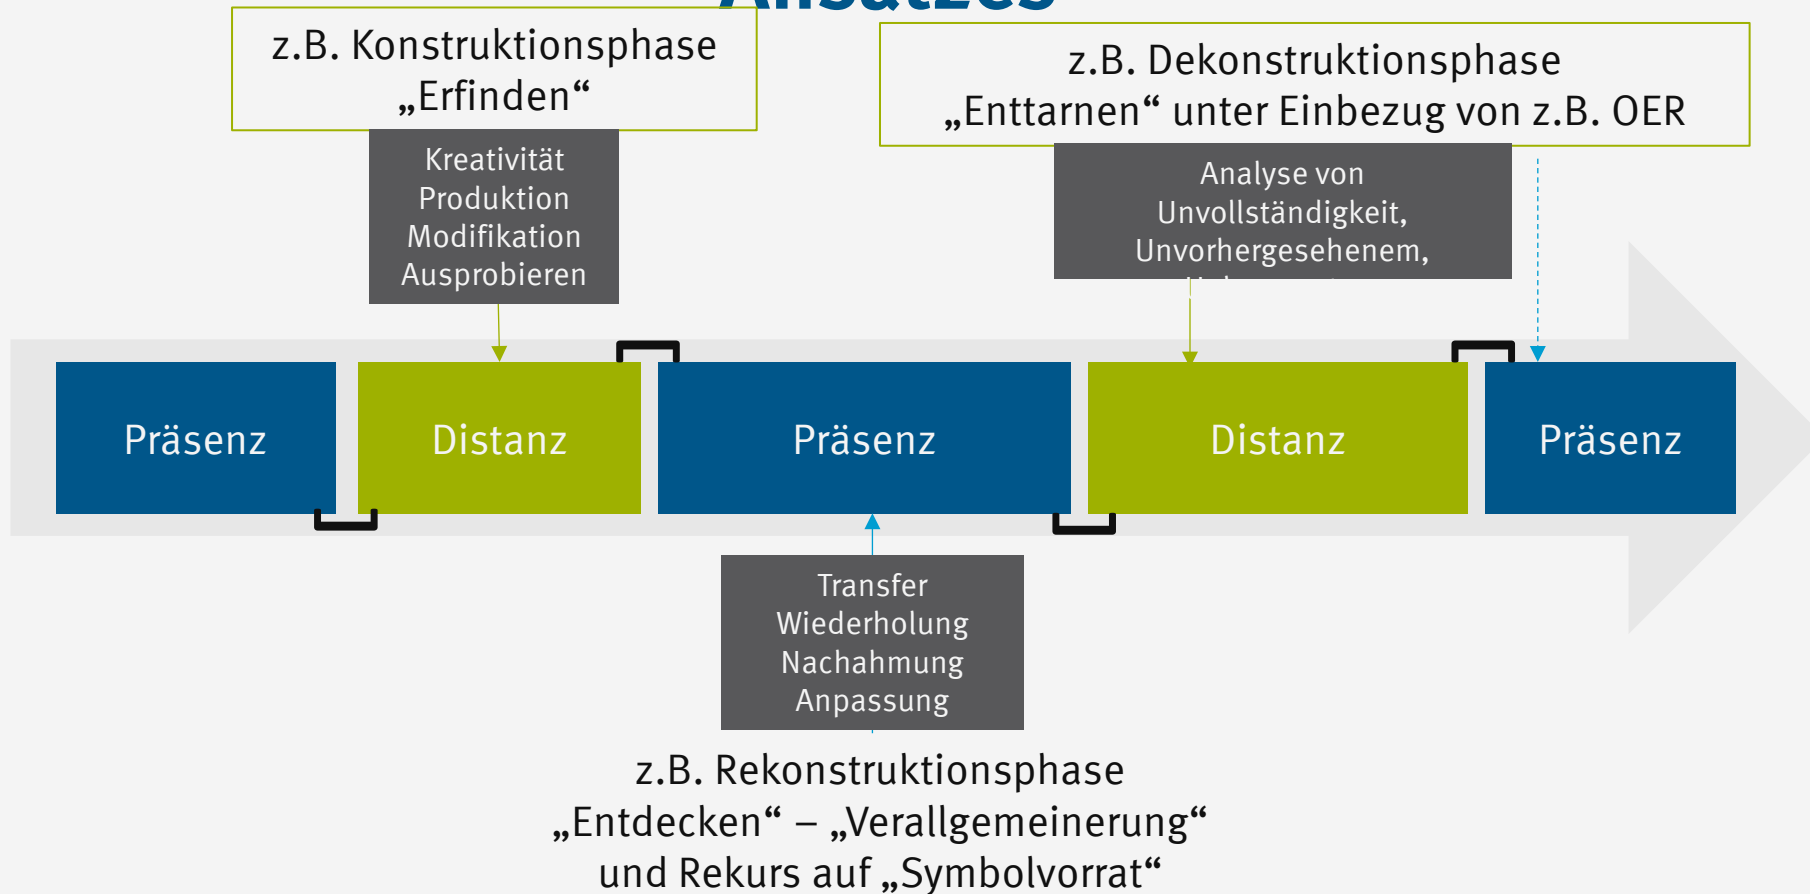 Ansatzes
z.B. Konstruktionsphase
„Erfinden“
z.B. Dekonstruktionsphase
„Enttarnen“ unter Einbezug von z.B. OER
Kreativität
Produktion
Modifikation
Ausprobieren
Analyse von
Unvollständigkeit,
Unvorhergesehenem,
Präsenz
Distanz
Präsenz
Distanz
Präsenz
Transfer
Wiederholung
Nachahmung
Anpassung
z.B. Rekonstruktionsphase
„Entdecken“ – „Verallgemeinerung“
und Rekurs auf „Symbolvorrat“